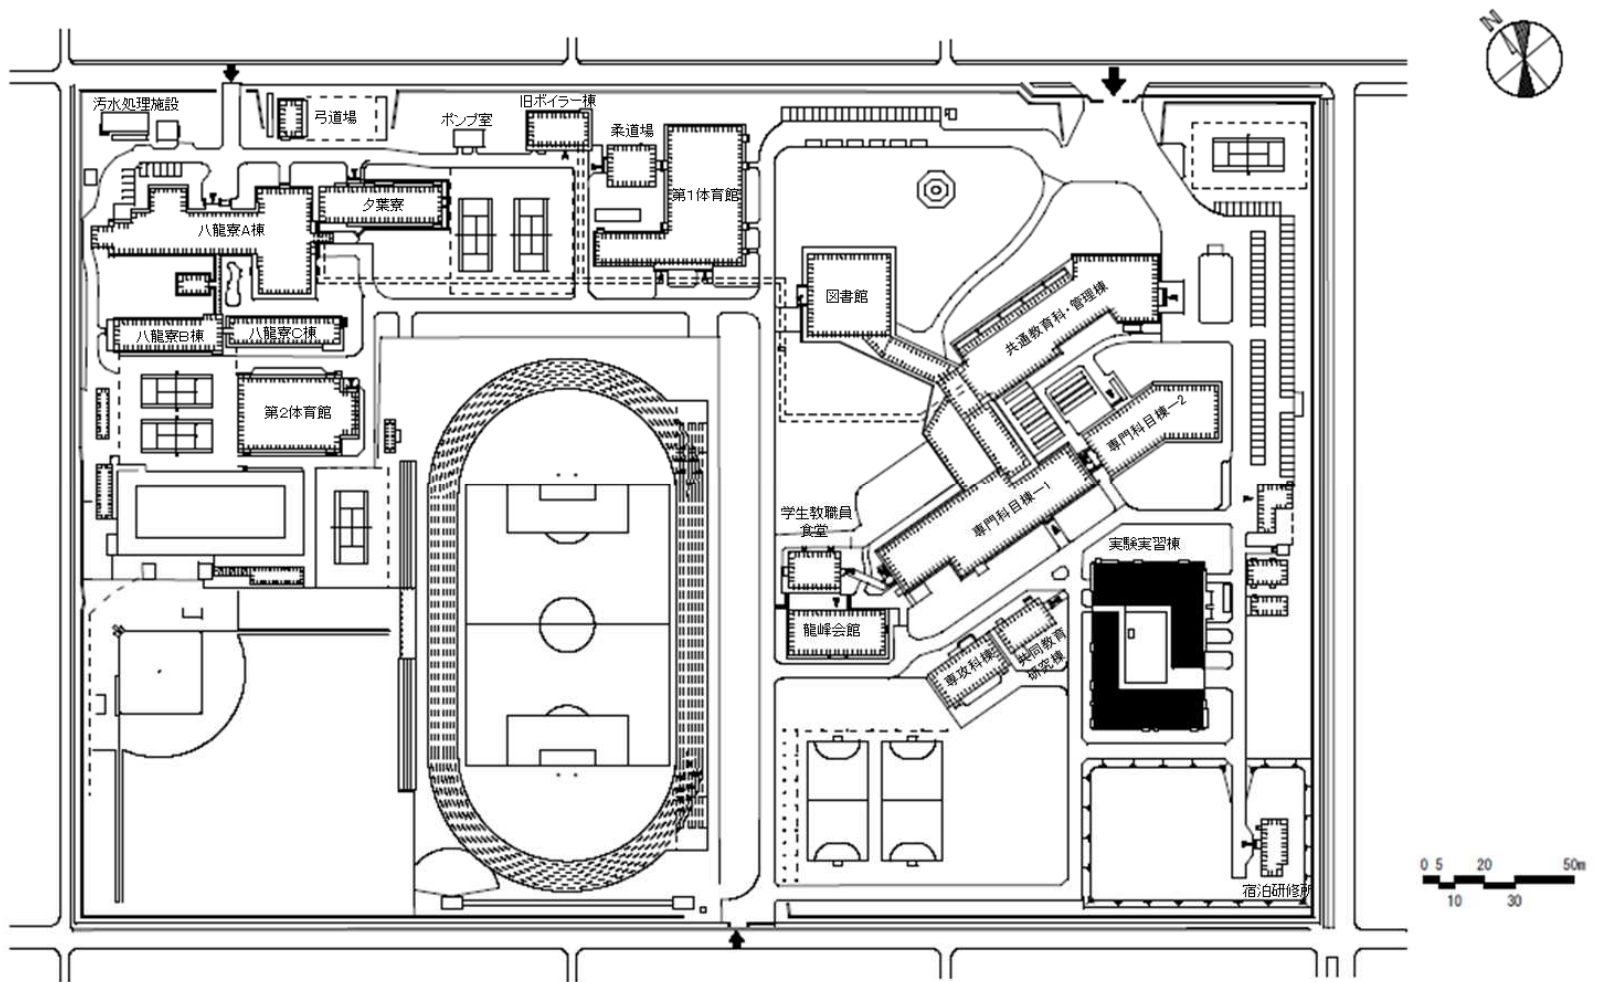 N
汚水処理施設
弓道場
ポンプ室
旧ボイラー棟
柔道場
第1体育館
夕葉寮
八龍寮A棟
図書館
共通教育科・管理棟
八龍寮B棟
八龍寮C棟
第2体育館
専門科目棟-2
専門科目棟-1
学生教職員
食堂
実験実習棟
龍峰会館
専攻科棟
共同教育
研究棟
宿泊研修所
0 5 20 50m
10 30